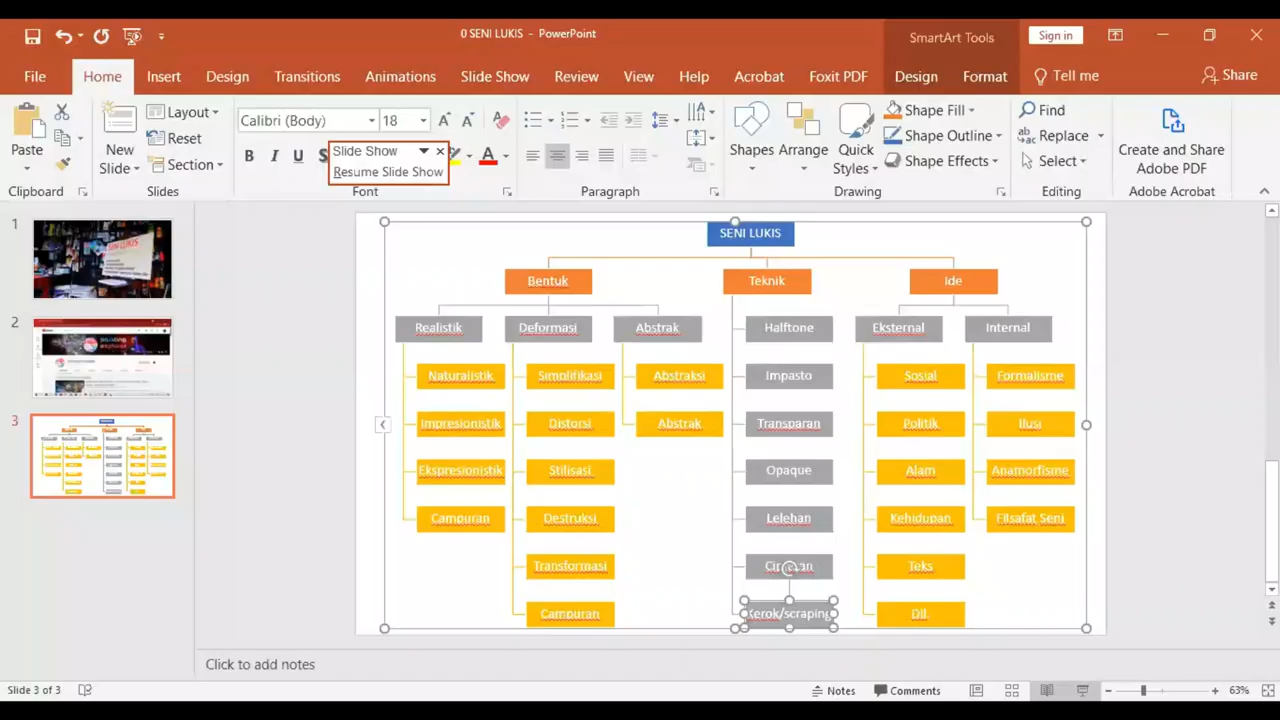 0 SENI LUKIS - PowerPoint
SmartArt Tools
Sign in
File Home Insert Design Transitions Animations Slide Show Review View Help Acrobat Foxit PDF Design Format Tell me Share
Paste
Clipboard
New Slide
Layout
Reset
Section
Slides
Calibri (Body) 18
B I U S
Font
Slide Show
Resume Slide Show
Paragraph
Shapes
Arrange
Quick Styles
Shape Fill
Shape Outline
Shape Effects
Drawing
Find
Replace
Select
Editing
Create and Share
Adobe PDF
Adobe Acrobat
1
2
3
SENI LUKIS
Bentuk Teknik Ide
Realistik Deformasi Abstrak Halftone Eksternal Internal
Naturalistik Simplifikasi Abstraksi Impasto Sosial Formalisme
Impresionistik Distorsi Abstrak Transparan Politik Ilusi
Ekspresionistik Stilisasi Opaque Alam Anamorfisme
Campuran Destruksi Lelehan Kehidupan Filsafat Seni
Transformasi Teks
Campuran Kerok/scraping Dll.
Click to add notes
Slide 3 of 3
Notes
Comments
63%